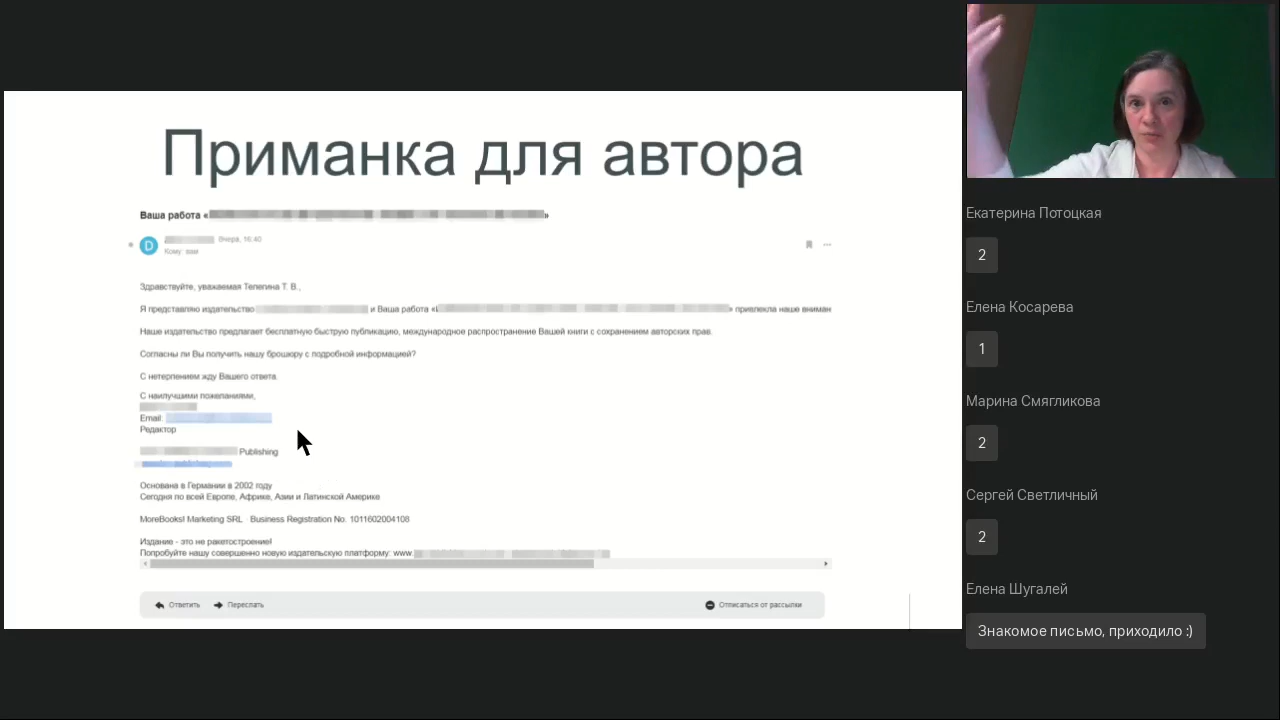 Приманка для автора
Ваша работа «
»
D
Вчера, 16:40
Кому: вам
Здравствуйте, уважаемая Телегина Т. В.,
Я представляю издательство
и Ваша работа «
» привлекла наше вниман
Наше издательство предлагает бесплатную быструю публикацию, международное распространение Вашей книги с сохранением авторских прав.
Согласны ли Вы получить нашу брошюру с подробной информацией?
С нетерпением жду Вашего ответа.
С наилучшими пожеланиями,
Email:
Редактор
Publishing
Основана в Германии в 2002 году
Сегодня по всей Европе, Африке, Азии и Латинской Америке
MoreBooks! Marketing SRL · Business Registration No. 1011602004108
Издание - это не ракетостроение!
Попробуйте нашу совершенно новую издательскую платформу: www.
Ответить
Переслать
Отписаться от рассылки
Екатерина Потоцкая
2
Елена Косарева
1
Марина Смягликова
2
Сергей Светличный
2
Елена Шугалей
Знакомое письмо, приходило :)